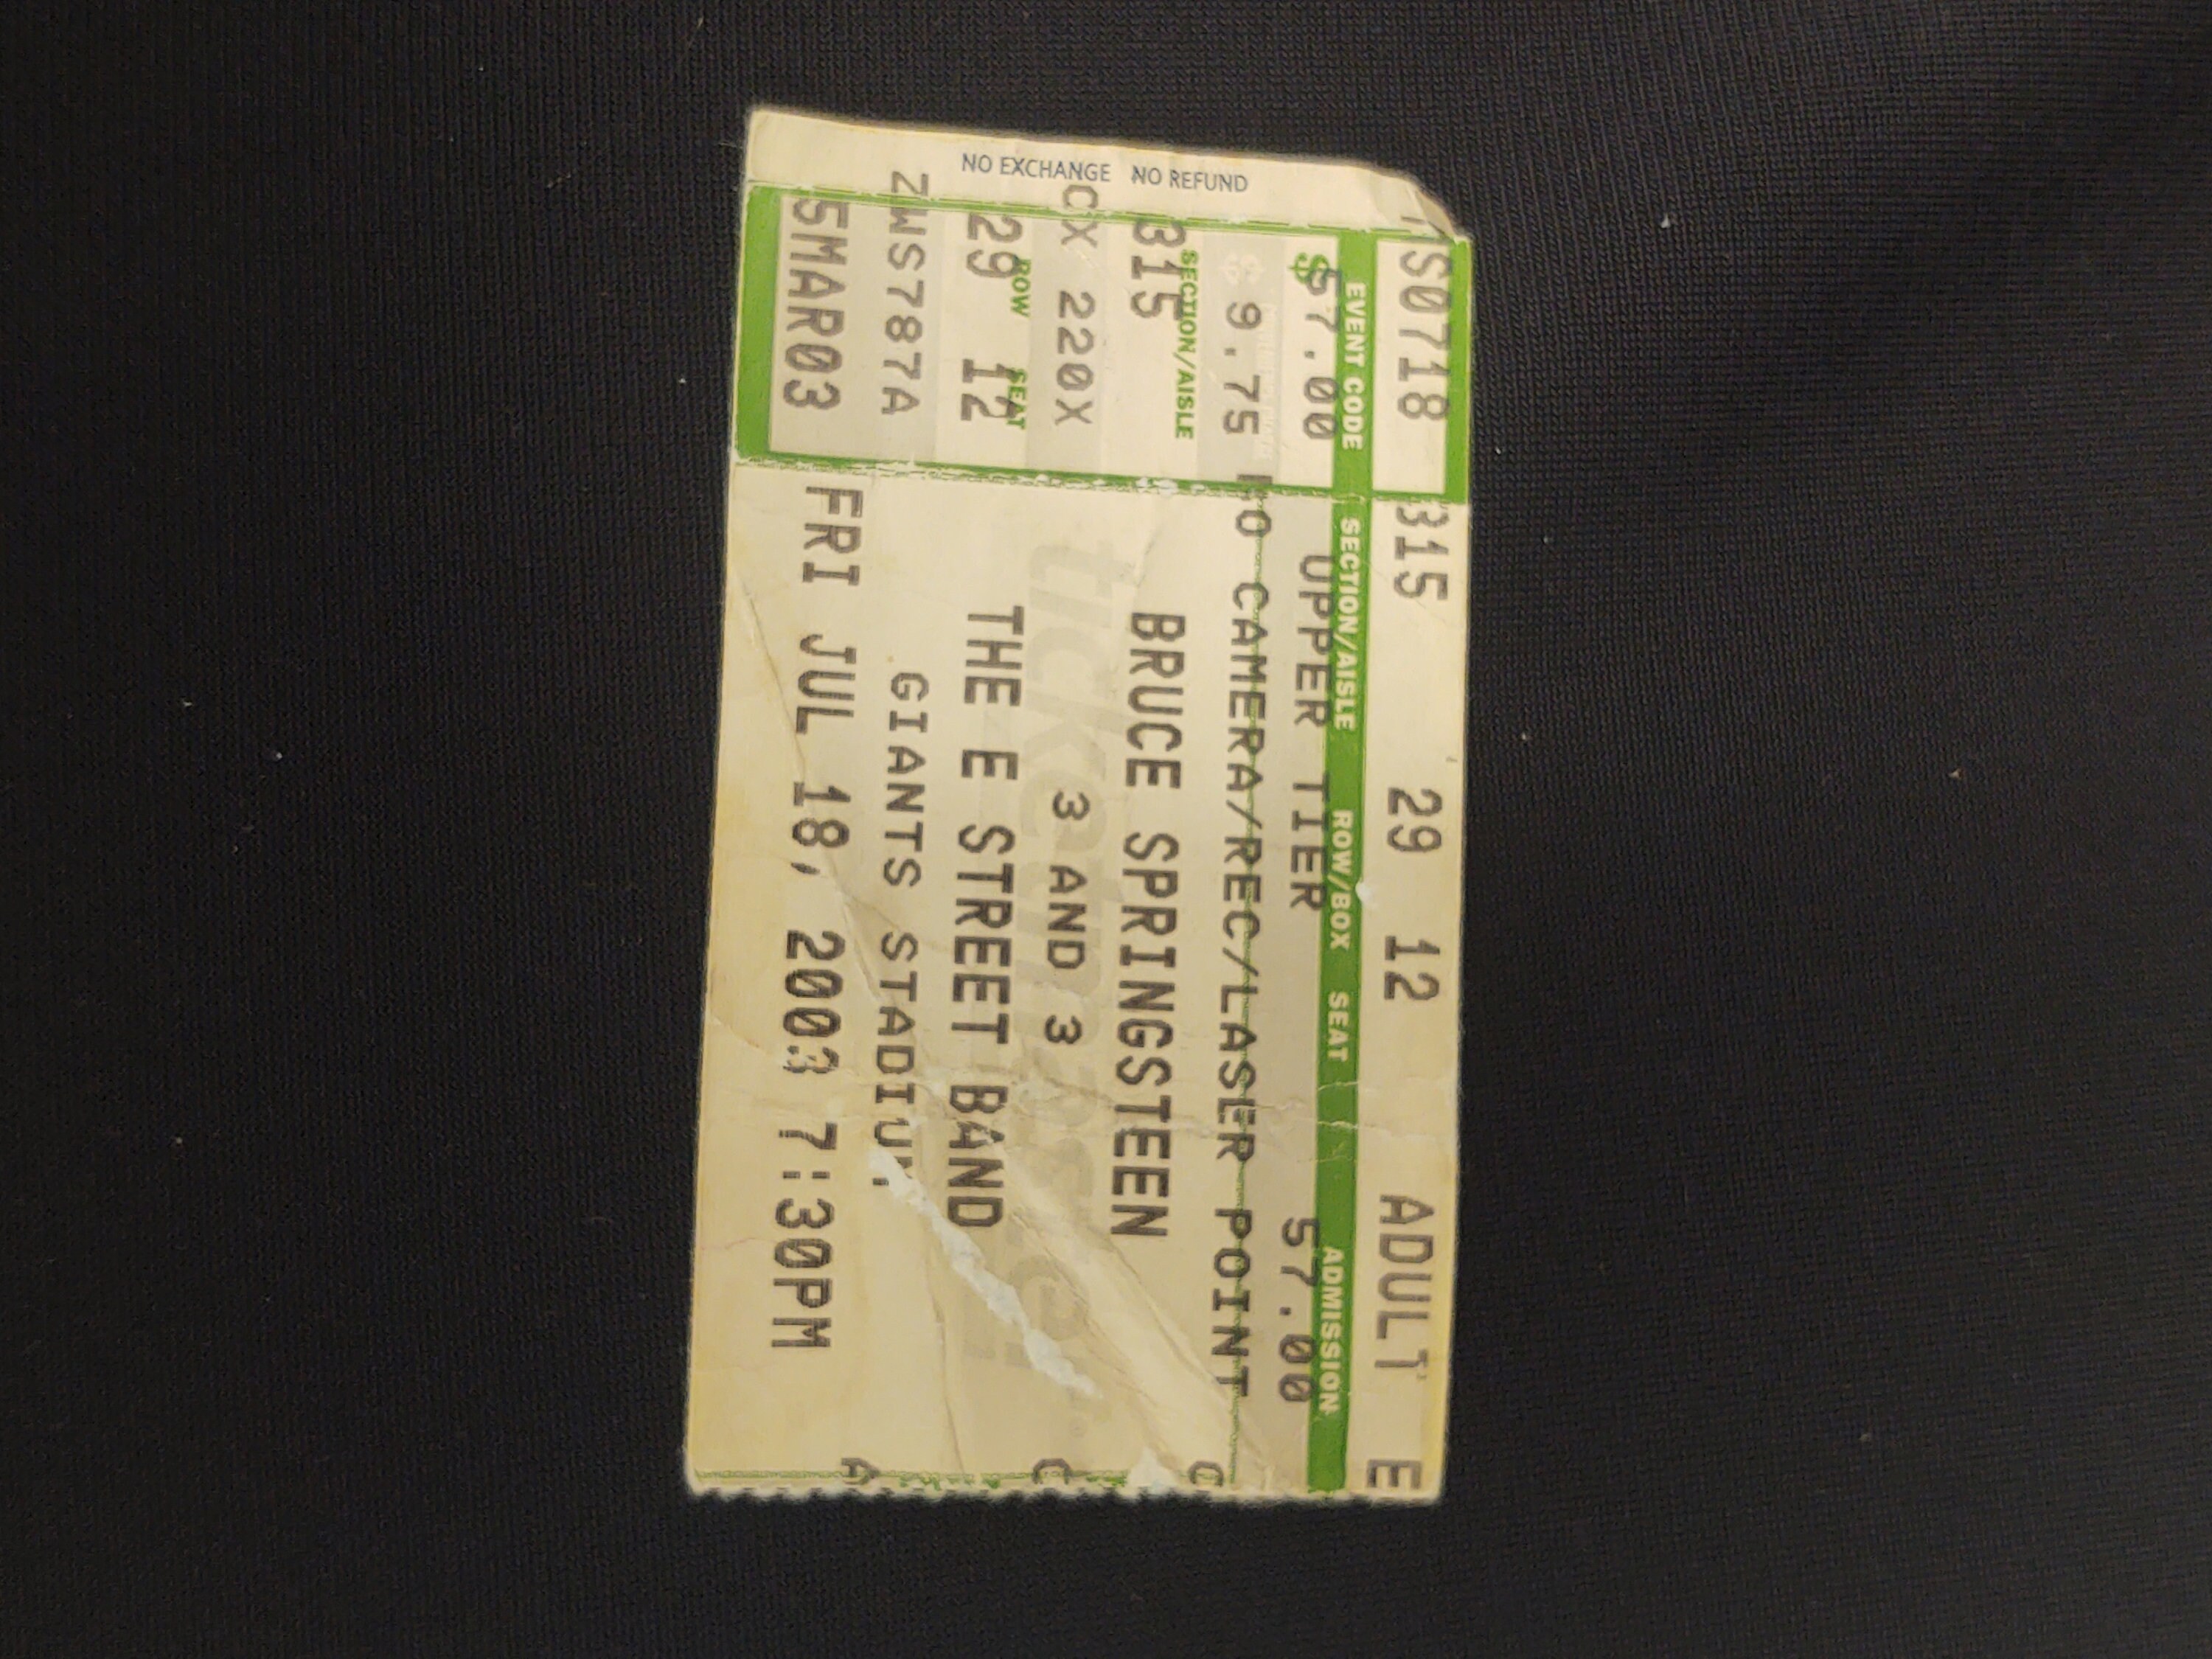 NO EXCHANGE NO REFUND
S0718 315 29 12 ADULT E
EVENT CODE SECTION/AISLE ROW/BOX SEAT ADMISSION
$ 57.00 UPPER TIER 57.00
$ 9.75 NO CAMERA/REC/LASER POINT
SECTION/AISLE
315 BRUCE SPRINGSTEEN C
CX 220X 3 AND 3 C
ROW SEAT
29 12 THE E STREET BAND
ZWS787A GIANTS STADIUM A
5MAR03 FRI JUL 18, 2003 7:30PM
ticketmaster